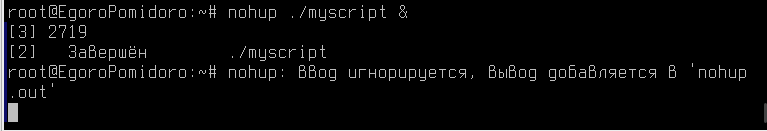 root@EgoroPomidoro:~# nohup ./myscript &
[3] 2719
[2]   Завершён        ./myscript
root@EgoroPomidoro:~# nohup: ввод игнорируется, вывод добавляется в 'nohup
.out'